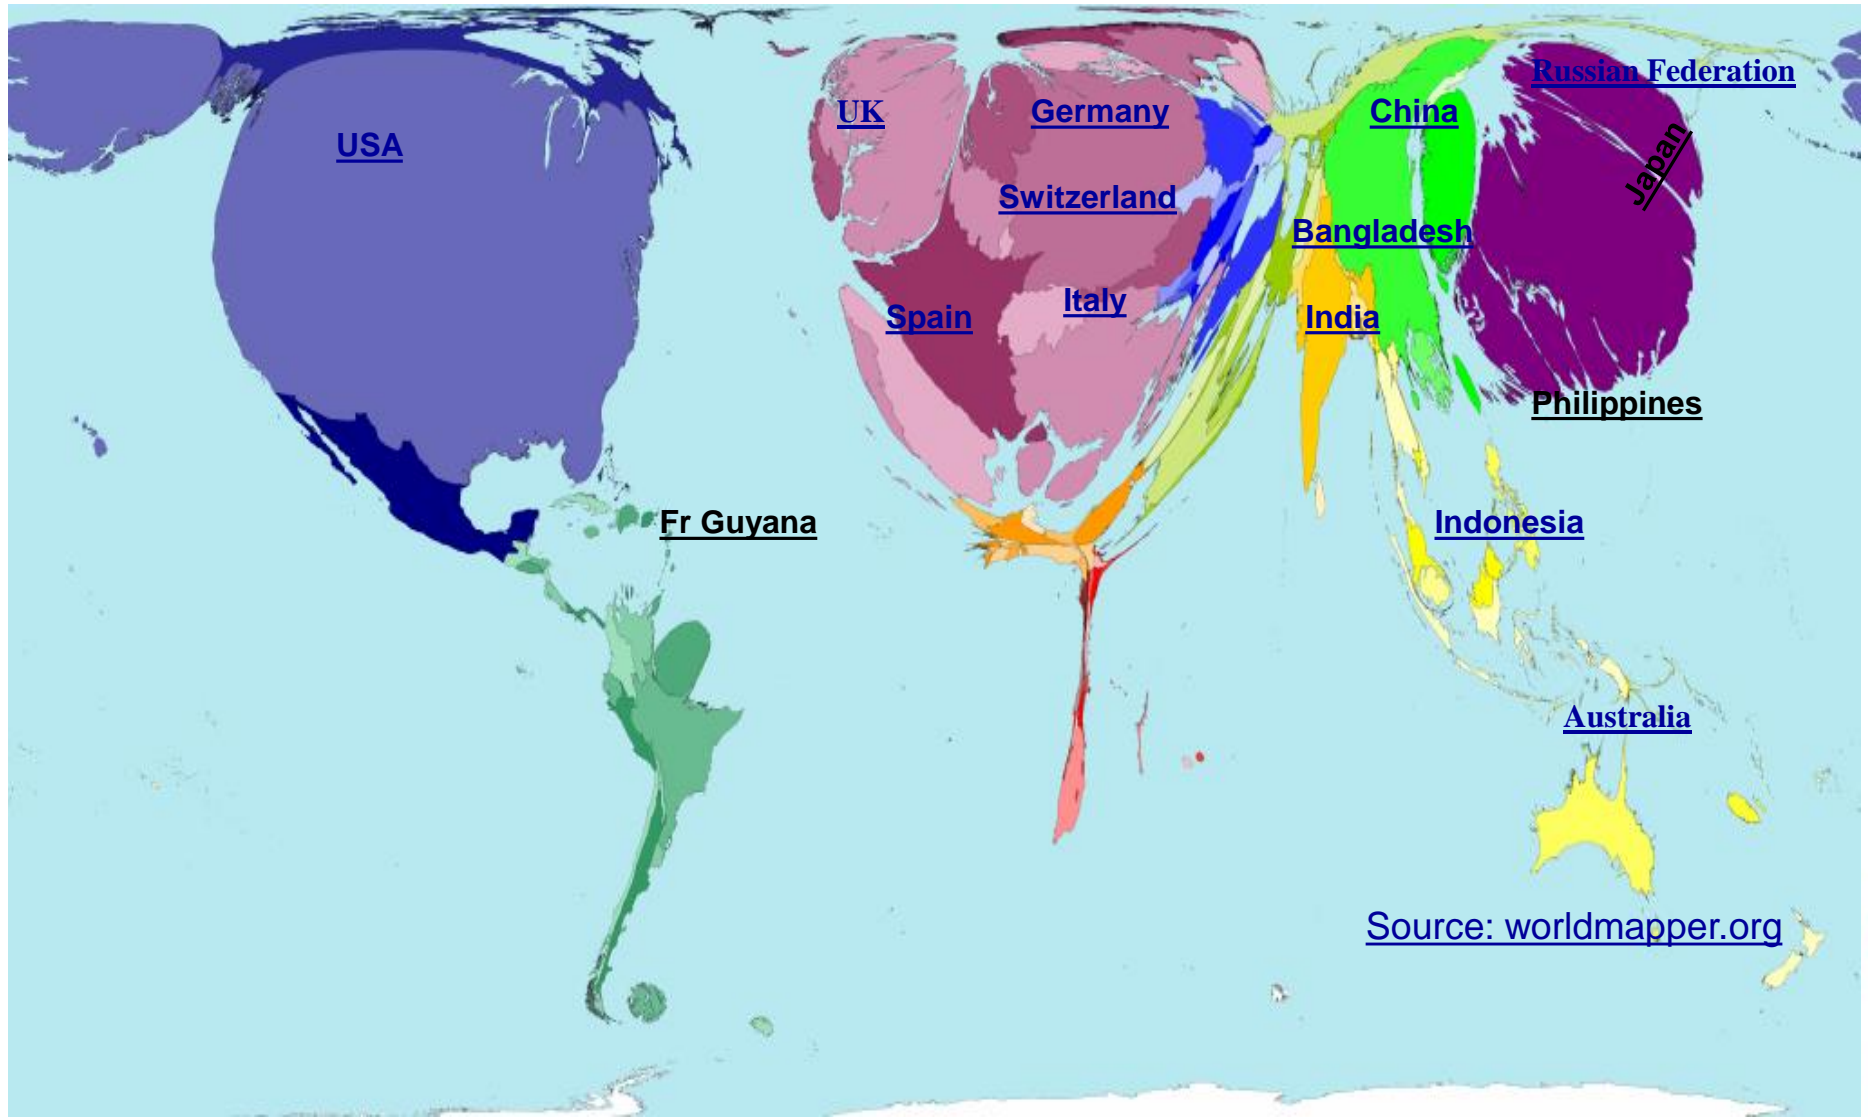 Russian Federation
UK
Germany
China
USA
Japan
Switzerland
Bangladesh
Spain
Italy
India
Philippines
Fr Guyana
Indonesia
Australia
Source: worldmapper.org